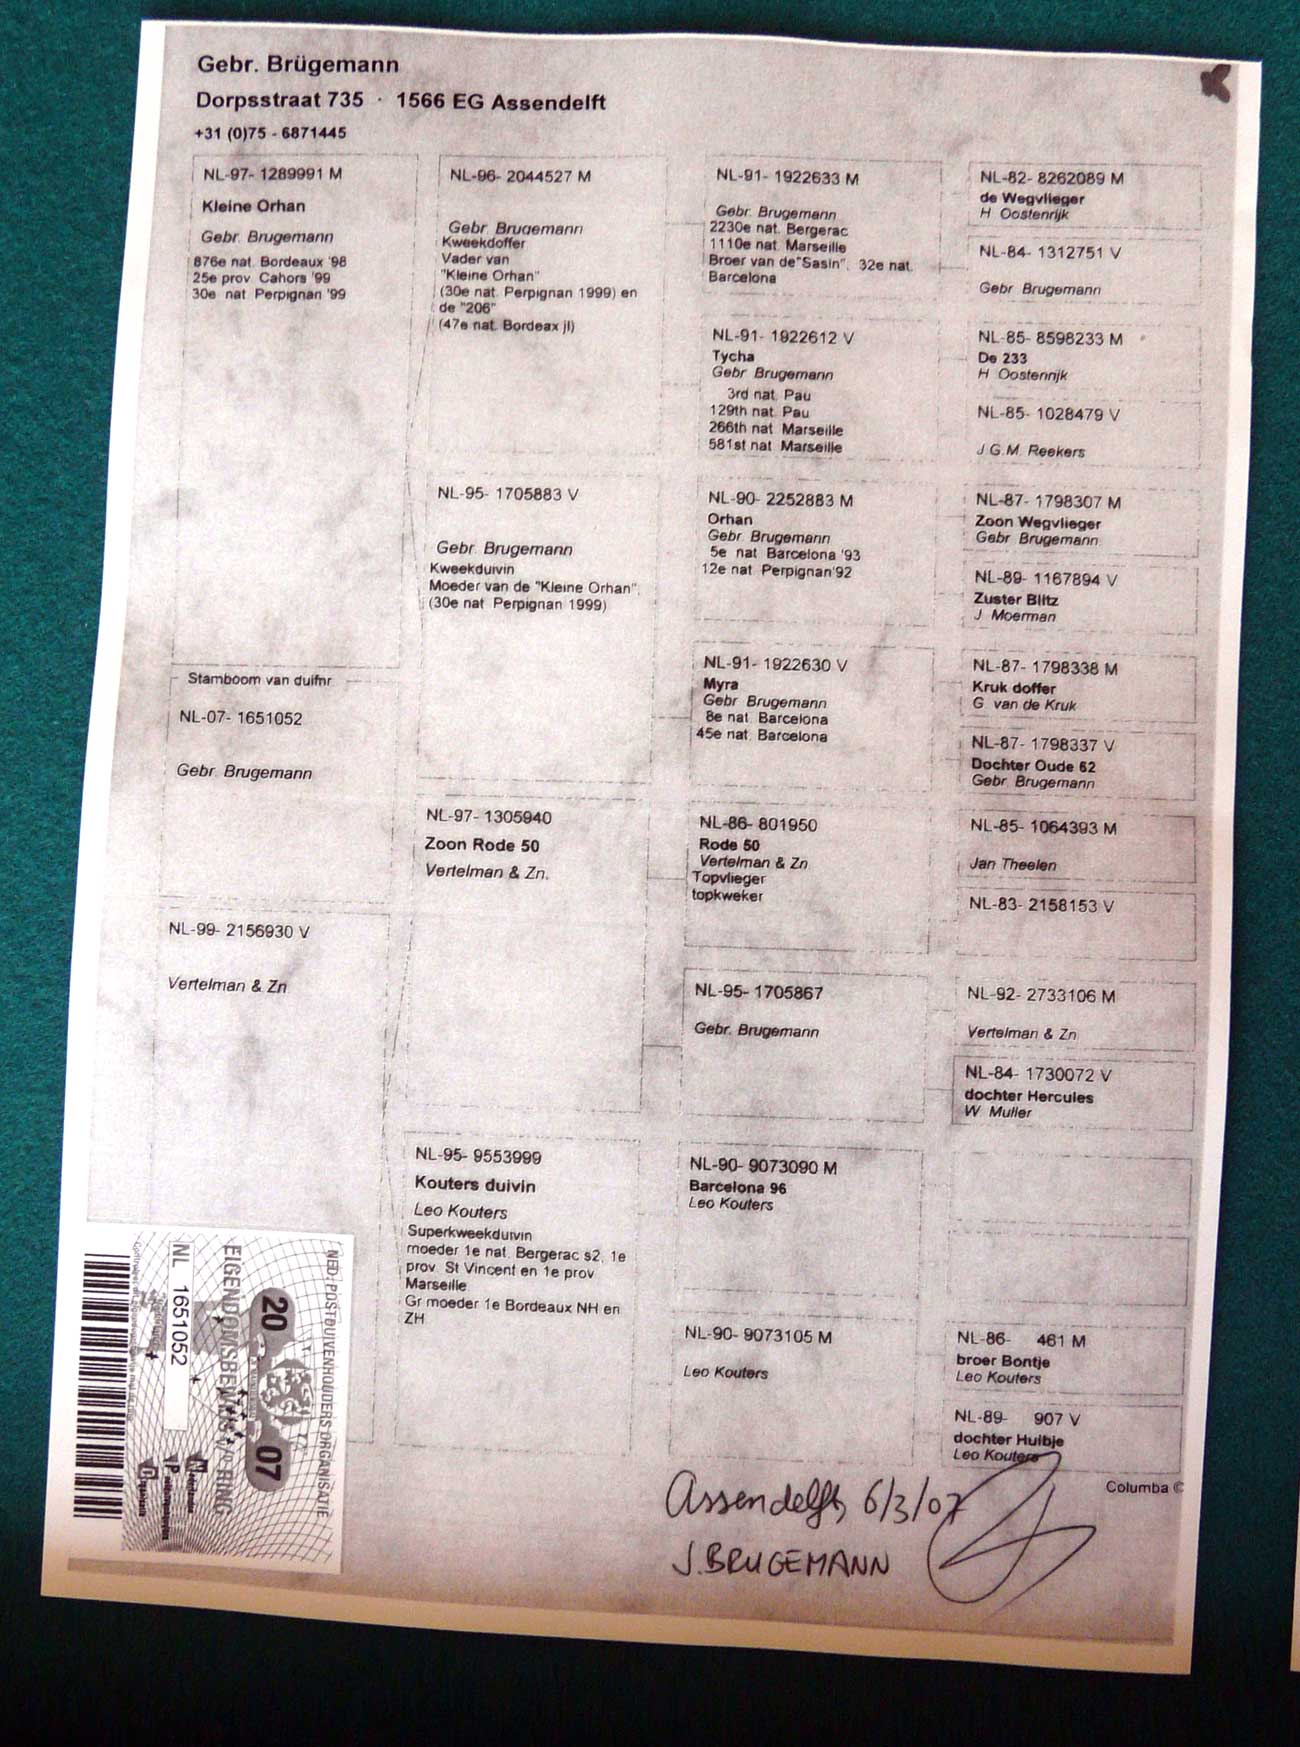 Gebr. Brügemann
Dorpsstraat 735 · 1566 EG Assendelft
+31 (0)75 - 6871445
NL-97- 1289991 M
Kleine Orhan
Gebr. Brugemann
876e nat. Bordeaux '98
25e prov Cahors '99
30e nat Perpignan '99
Stamboom van duifnr
NL-07- 1651052
Gebr. Brugemann
NL-99- 2156930 V
Vertelman & Zn
NL-96- 2044527 M
Gebr. Brugemann
Kweekdoffer
Vader van
"Kleine Orhan"
(30e nat. Perpignan 1999) en
de "206"
(47e nat. Bordeax jl)
NL-95- 1705883 V
Gebr. Brugemann
Kweekduivin
Moeder van de "Kleine Orhan".
(30e nat Perpignan 1999)
NL-97- 1305940
Zoon Rode 50
Vertelman & Zn.
NL-95- 9553999
Kouters duivin
Leo Kouters
Superkweekduivin
moeder 1e nat. Bergerac s2, 1e
prov. St Vincent en 1e prov
Marseille
Gr moeder 1e Bordeaux NH en
ZH
NL-91- 1922633 M
Gebr. Brugemann
2230e nat. Bergerac
1110e nat. Marseille
Broer van de"Sasin". 32e nat.
Barcelona
NL-91- 1922612 V
Tycha
Gebr Brugemann
3rd nat. Pau
129th nat. Pau
266th nat Marseille
581st nat Marseille
NL-90- 2252883 M
Orhan
Gebr Brugemann
5e nat Barcelona '93
12e nat Perpignan'92
NL-91- 1922630 V
Myra
Gebr Brugemann
8e nat. Barcelona
45e nat. Barcelona
NL-86- 801950
Rode 50
Vertelman & Zn
Topvlieger
topkweker
NL-95- 1705867
Gebr. Brugemann
NL-90- 9073090 M
Barcelona 96
Leo Kouters
NL-90- 9073105 M
Leo Kouters
NL-82- 8262089 M
de Wegvlieger
H Oostenrijk
NL-84- 1312751 V
Gebr Brugemann
NL-85- 8598233 M
De 233
H Oostenrijk
NL-85- 1028479 V
J.G.M. Reekers
NL-87- 1798307 M
Zoon Wegvlieger
Gebr Brugemann
NL-89- 1167894 V
Zuster Blitz
J Moerman
NL-87- 1798338 M
Kruk doffer
G van de Kruk
NL-87- 1798337 V
Dochter Oude 62
Gebr Brugemann
NL-85- 1064393 M
Jan Theelen
NL-83- 2158153 V
NL-92- 2733106 M
Vertelman & Zn
NL-84- 1730072 V
dochter Hercules
W. Muller
NL-86- 461 M
broer Bontje
Leo Kouters
NL-89- 907 V
dochter Huibje
Leo Kouters
Columba ©
Assendelft, 6/3/07
J. BRUGEMANN
NED. POSTDUIVENHOUDERS ORGANISATIE
20 07
EIGENDOMSBEWIJS v/d RING
NL 1651052